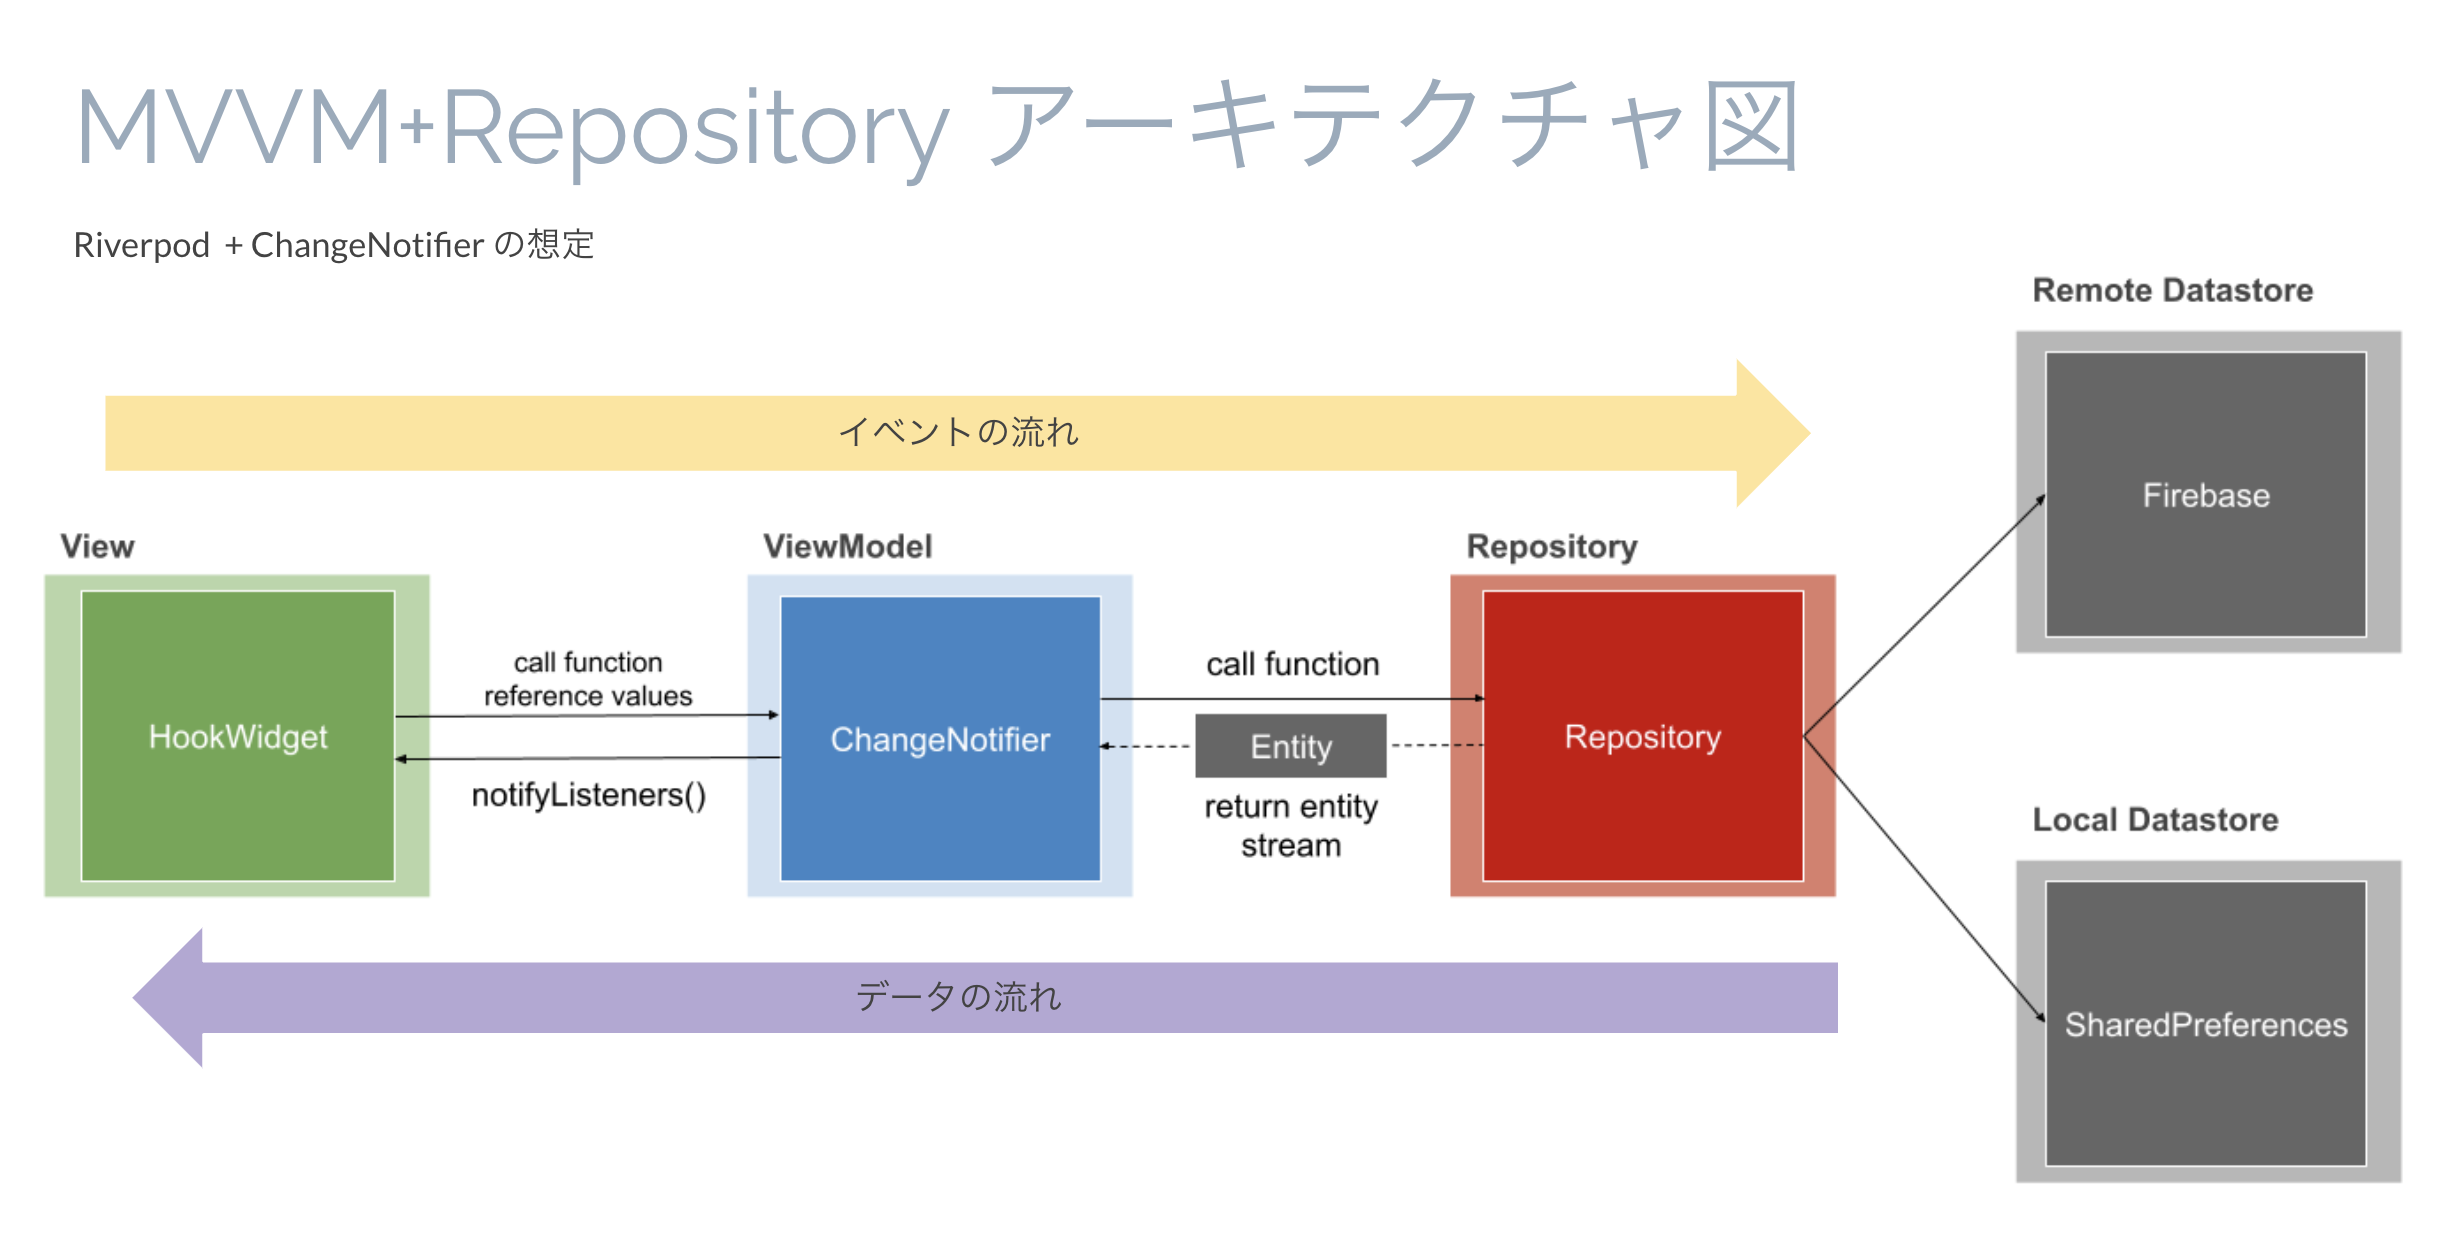 MVVM+Repository アーキテクチャ図
Riverpod + ChangeNotifier の想定
Remote Datastore
Firebase
イベントの流れ
View
HookWidget
call function
reference values
notifyListeners()
ViewModel
ChangeNotifier
call function
Entity
return entity
stream
Repository
Repository
Local Datastore
SharedPreferences
データの流れ